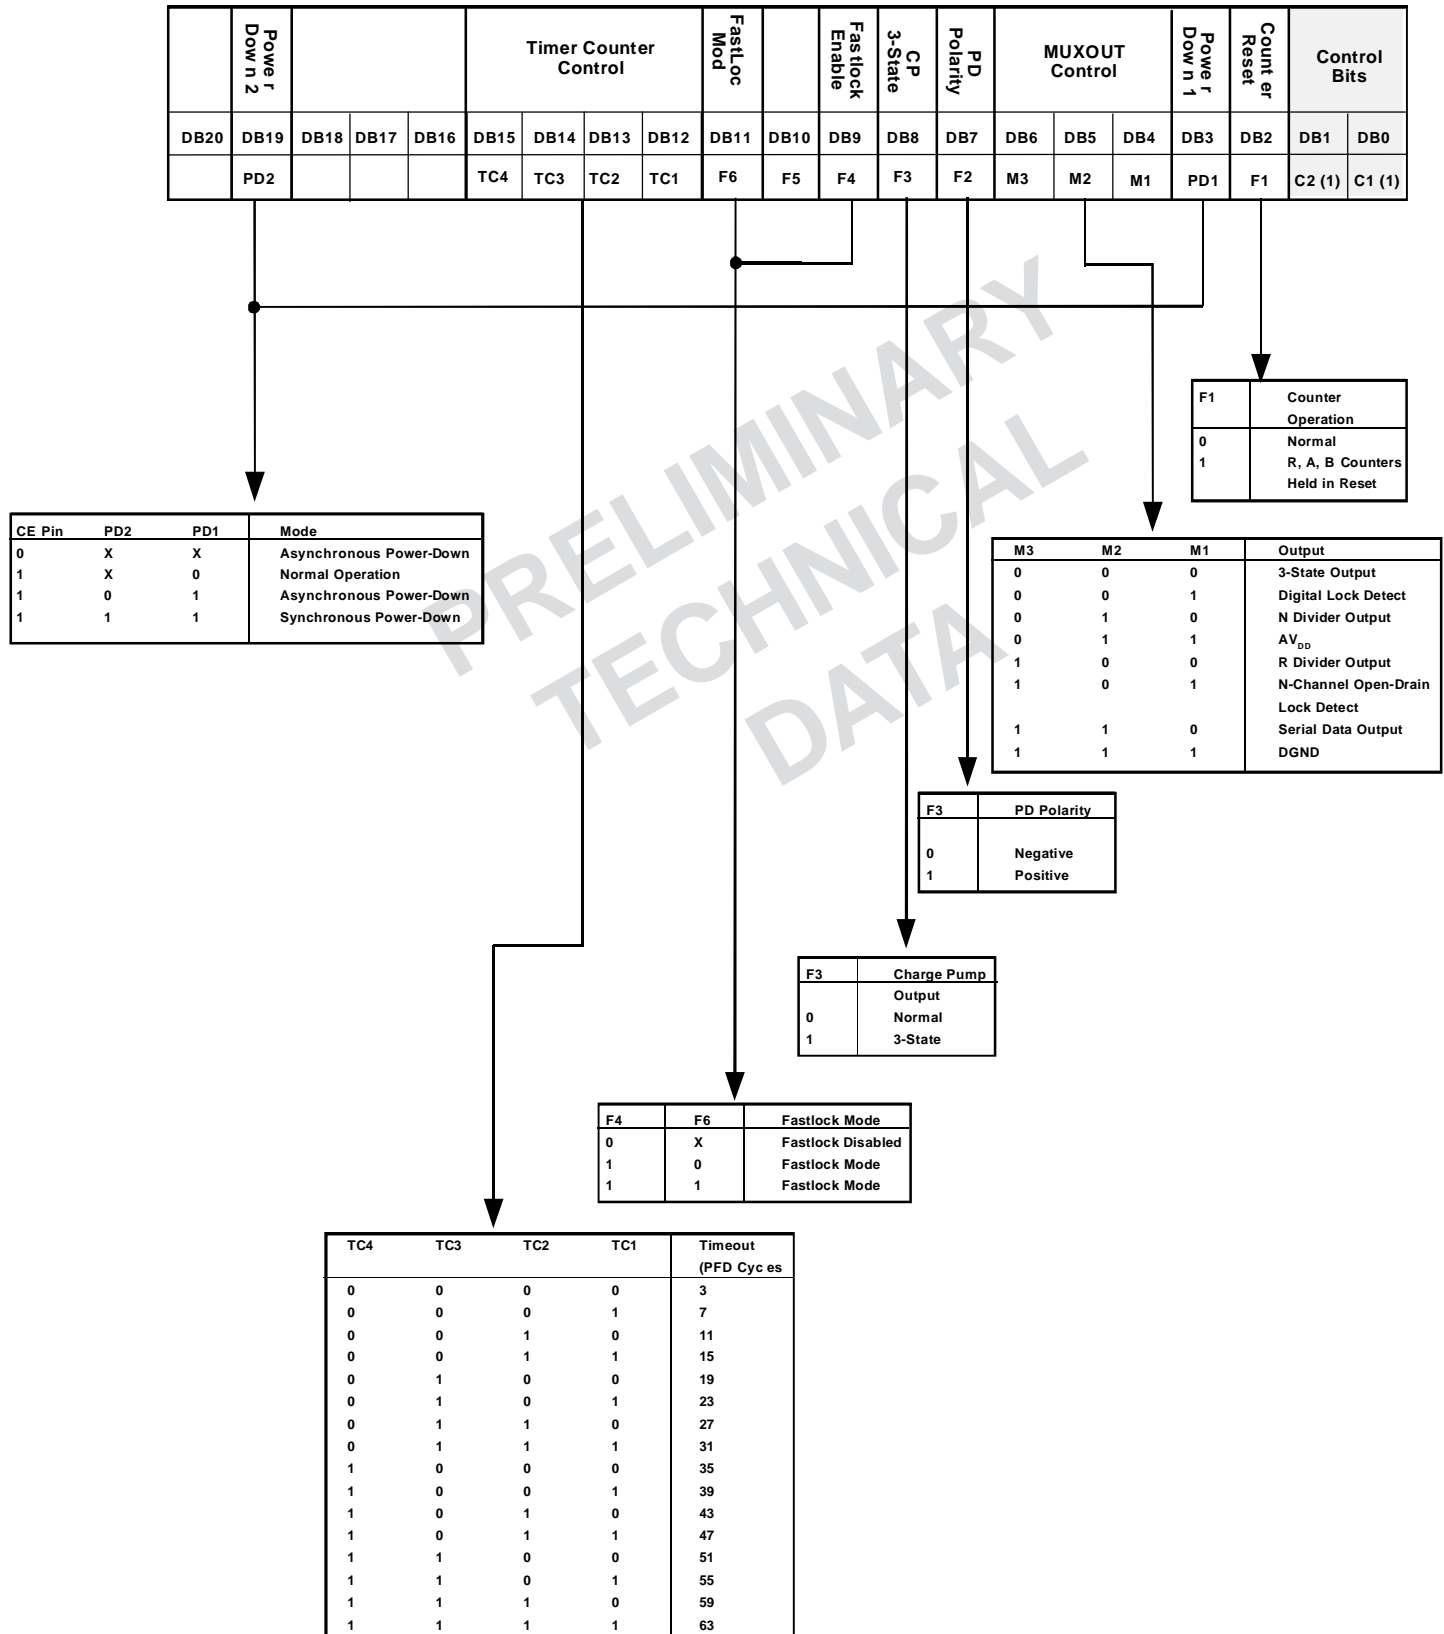 Power Down 2
Timer Counter Control
FastLoc Mod
Fastlock Enable
CP 3-State
PD Polarity
MUXOUT Control
Power Down 1
Counter Reset
Control Bits
DB20 DB19 DB18 DB17 DB16 DB15 DB14 DB13 DB12 DB11 DB10 DB9 DB8 DB7 DB6 DB5 DB4 DB3 DB2 DB1 DB0
PD2 TC4 TC3 TC2 TC1 F6 F5 F4 F3 F2 M3 M2 M1 PD1 F1 C2 (1) C1 (1)
PRELIMINARY
TECHNICAL
DATA
F1 Counter
Operation
0 Normal
1 R, A, B Counters
Held in Reset
CE Pin PD2 PD1 Mode
0 X X Asynchronous Power-Down
1 X 0 Normal Operation
1 0 1 Asynchronous Power-Down
1 1 1 Synchronous Power-Down
M3 M2 M1 Output
0 0 0 3-State Output
0 0 1 Digital Lock Detect
0 1 0 N Divider Output
0 1 1 AVDD
1 0 0 R Divider Output
1 0 1 N-Channel Open-Drain
Lock Detect
1 1 0 Serial Data Output
1 1 1 DGND
F3 PD Polarity
0 Negative
1 Positive
F3 Charge Pump
Output
0 Normal
1 3-State
F4 F6 Fastlock Mode
0 X Fastlock Disabled
1 0 Fastlock Mode
1 1 Fastlock Mode
TC4 TC3 TC2 TC1 Timeout
(PFD Cyc es
0 0 0 0 3
0 0 0 1 7
0 0 1 0 11
0 0 1 1 15
0 1 0 0 19
0 1 0 1 23
0 1 1 0 27
0 1 1 1 31
1 0 0 0 35
1 0 0 1 39
1 0 1 0 43
1 0 1 1 47
1 1 0 0 51
1 1 0 1 55
1 1 1 0 59
1 1 1 1 63